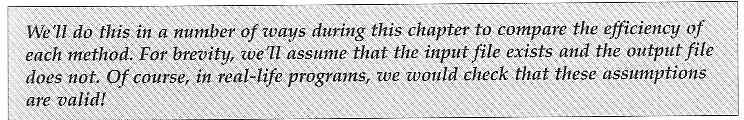 We'll do this in a number of ways during this chapter to compare the efficiency of
each method. For brevity, we'll assume that the input file exists and the output file
does not. Of course, in real-life programs, we would check that these assumptions
are valid!